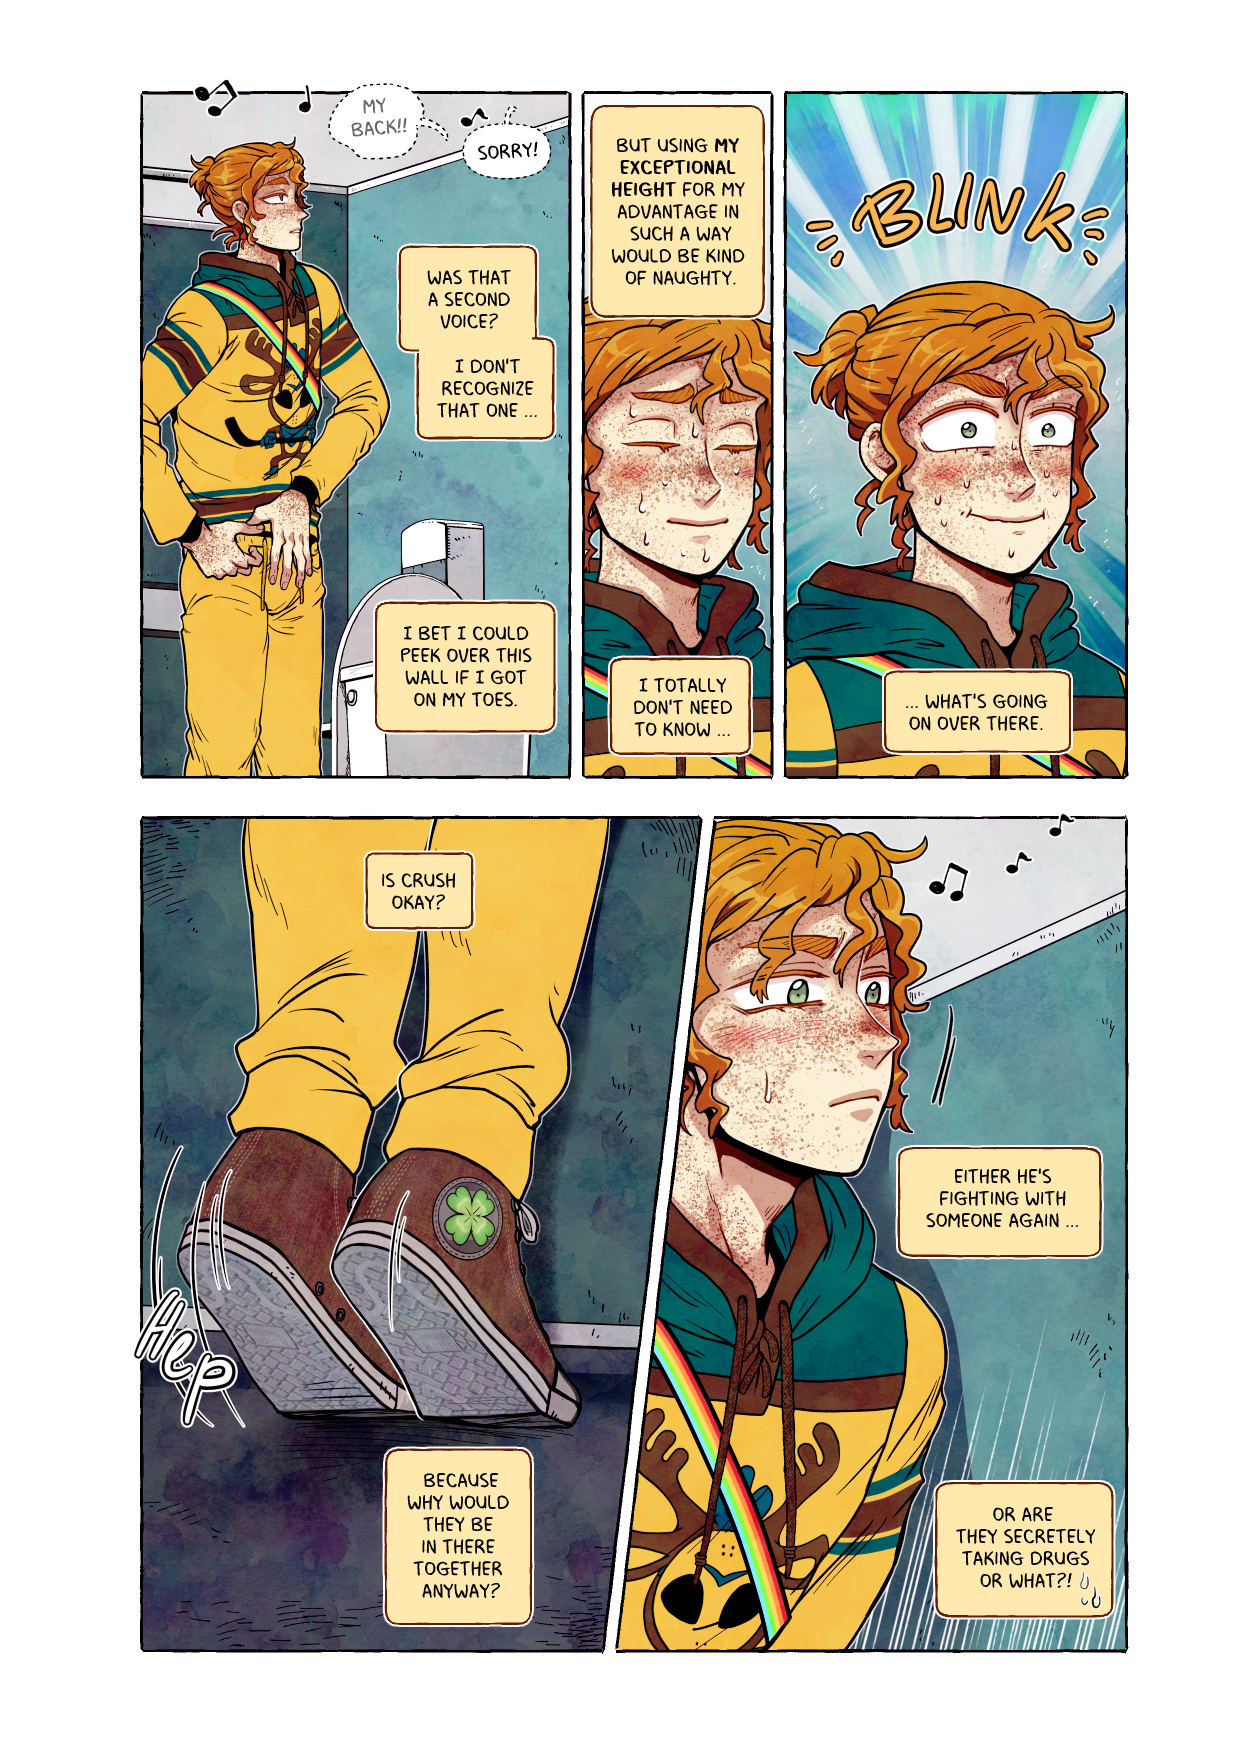 MY
BACK!!
SORRY!
WAS THAT
A SECOND
VOICE?
I DON'T
RECOGNIZE
THAT ONE ...
I BET I COULD
PEEK OVER THIS
WALL IF I GOT
ON MY TOES.
BUT USING MY
EXCEPTIONAL
HEIGHT FOR MY
ADVANTAGE IN
SUCH A WAY
WOULD BE KIND
OF NAUGHTY.
I TOTALLY
DON'T NEED
TO KNOW ...
BLINK
... WHAT'S GOING
ON OVER THERE.
IS CRUSH
OKAY?
Hep
BECAUSE
WHY WOULD
THEY BE
IN THERE
TOGETHER
ANYWAY?
EITHER HE'S
FIGHTING WITH
SOMEONE AGAIN ...
OR ARE
THEY SECRETELY
TAKING DRUGS
OR WHAT?!